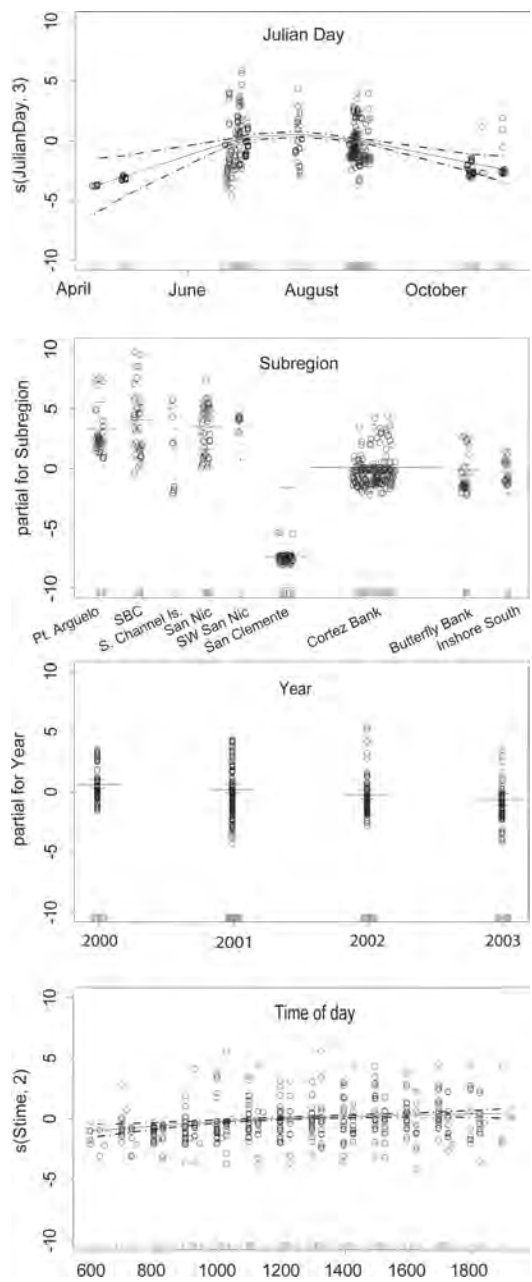 Julian Day
s(JulianDay, 3)
10
5
0
-5
-10
April
June
August
October
Subregion
partial for Subregion
10
5
0
-5
-10
Pt. Arguelo
SBC
S. Channel Is.
San Nic
SW San Nic
San Clemente
Cortez Bank
Butterfly Bank
Inshore South
Year
partial for Year
10
5
0
-5
-10
2000
2001
2002
2003
Time of day
s(Stime, 2)
10
5
0
-5
-10
600
800
1000
1200
1400
1600
1800